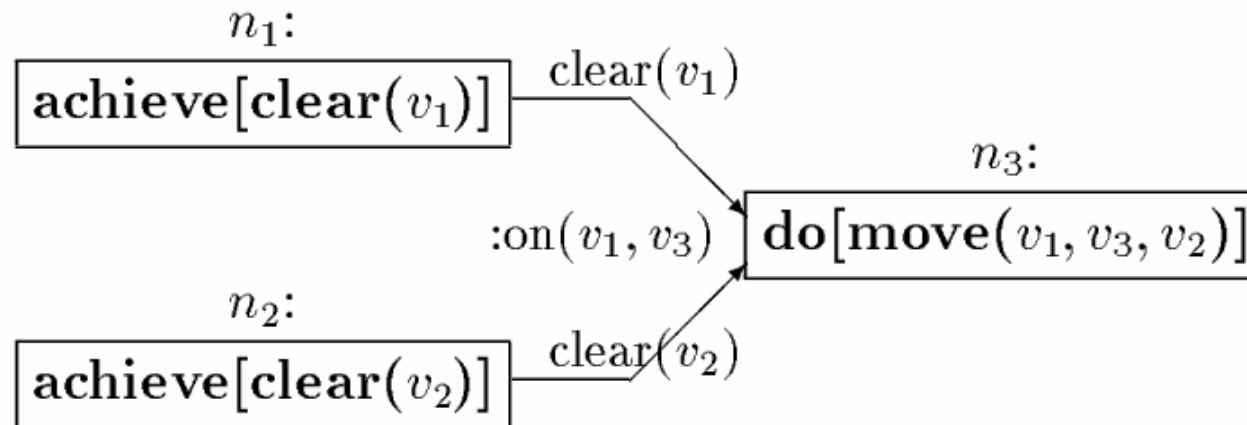 n₁:
achieve[clear(v₁)]
clear(v₁)
n₃:
:on(v₁, v₃)
do[move(v₁, v₃, v₂)]
n₂:
achieve[clear(v₂)]
clear(v₂)